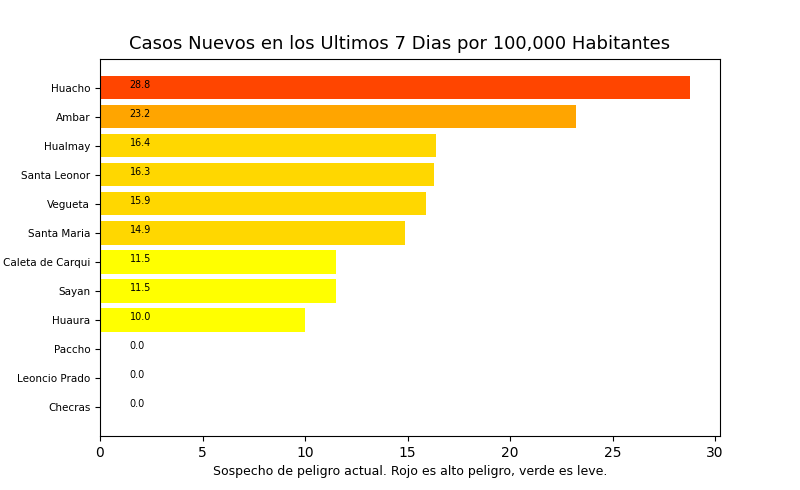 Casos Nuevos en los Ultimos 7 Dias por 100,000 Habitantes
Huacho 28.8
Ambar 23.2
Hualmay 16.4
Santa Leonor 16.3
Vegueta 15.9
Santa Maria 14.9
Caleta de Carqui 11.5
Sayan 11.5
Huaura 10.0
Paccho 0.0
Leoncio Prado 0.0
Checras 0.0
0 5 10 15 20 25 30
Sospecho de peligro actual. Rojo es alto peligro, verde es leve.